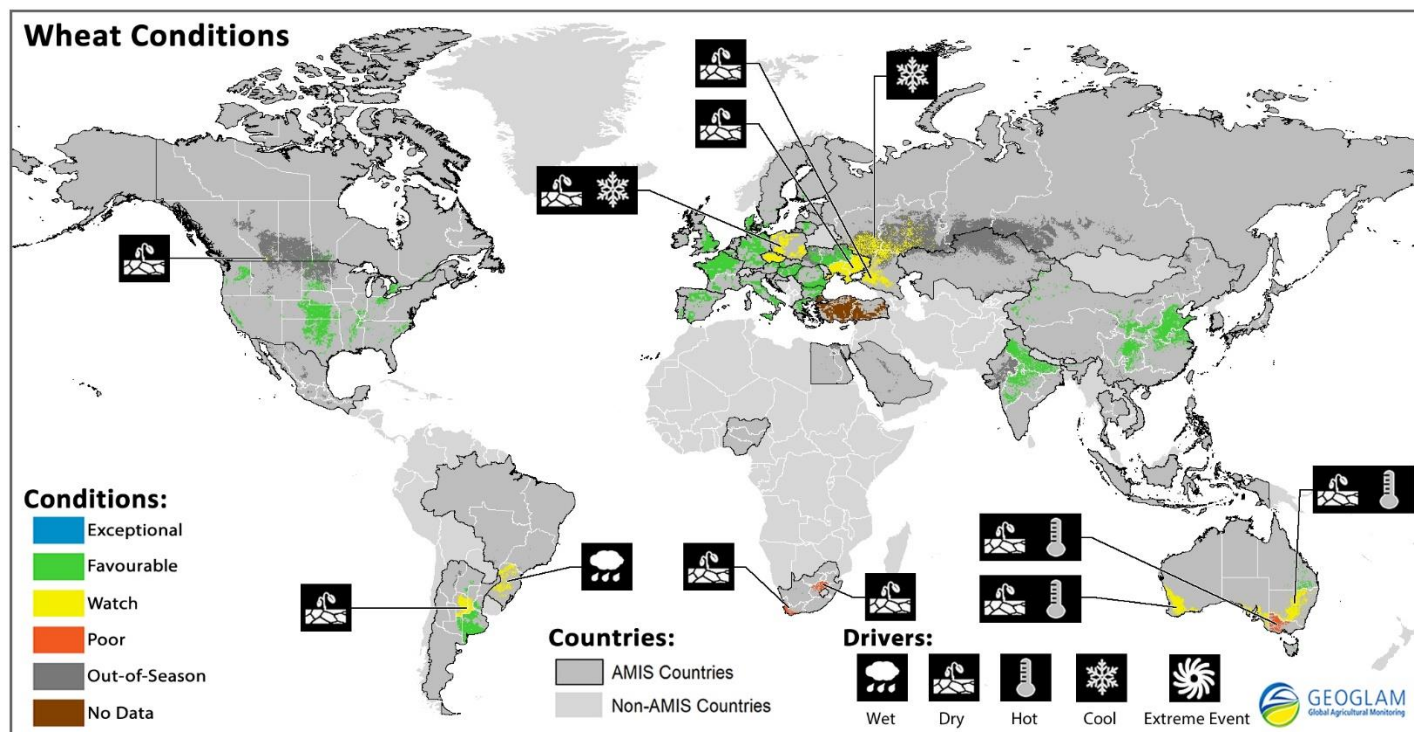 Wheat Conditions
Conditions:
Exceptional
Favourable
Watch
Poor
Out-of-Season
No Data
Countries:
AMIS Countries
Non-AMIS Countries
Drivers:
Wet
Dry
Hot
Cool
Extreme Event
GEOGLAM
Global Agricultural Monitoring